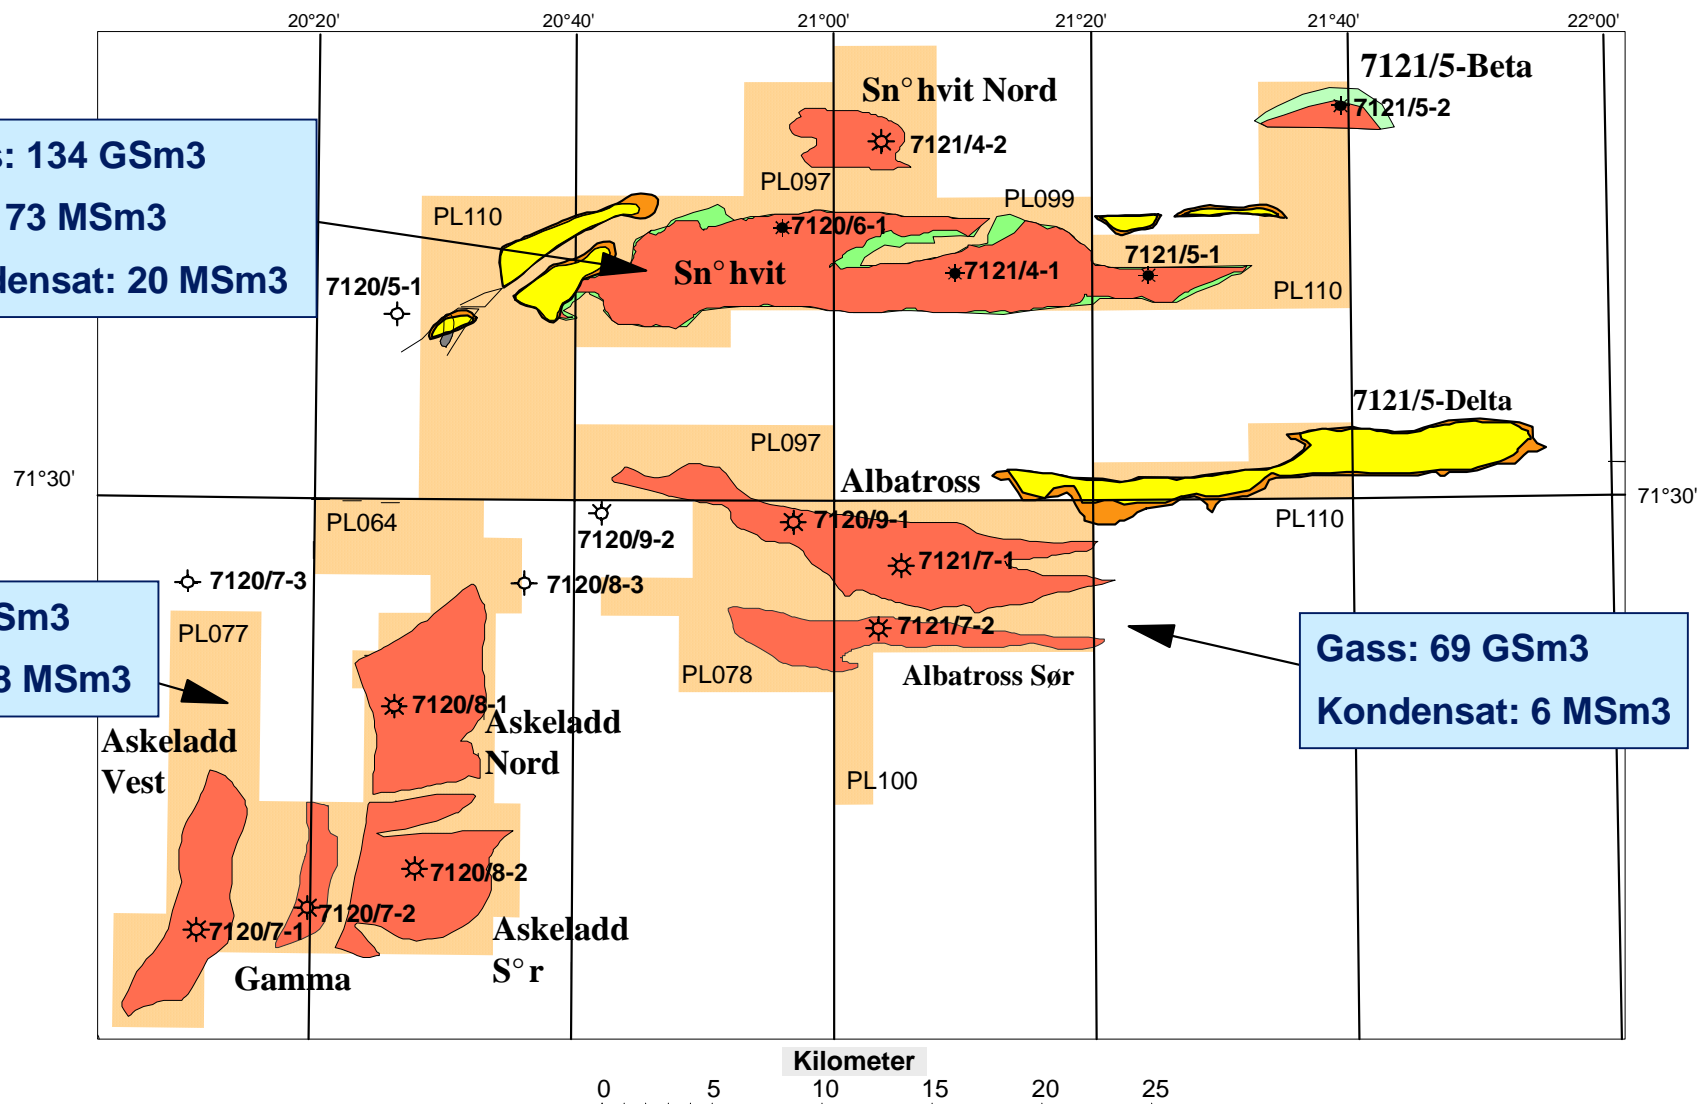 20°20' 20°40' 21°00' 21°20' 21°40' 22°00'
7121/5-Beta
Sn°hvit Nord
7121/5-2
s: 134 GSm3
7121/4-2
PL097
PL099
73 MSm3
PL110
7120/6-1
7121/5-1
Sn°hvit
7121/4-1
densat: 20 MSm3
7120/5-1
PL110
7121/5-Delta
PL097
71°30'
Albatross
71°30'
PL064
7120/9-1
PL110
7120/9-2
7121/7-1
7120/7-3
7120/8-3
Sm3
PL077
7121/7-2
Gass: 69 GSm3
3 MSm3
PL078
Albatross Sør
7120/8-1
Kondensat: 6 MSm3
Askeladd
Nord
Askeladd
Vest
PL100
7120/8-2
7120/7-2
7120/7-1
Askeladd
S°r
Gamma
Kilometer
0 5 10 15 20 25